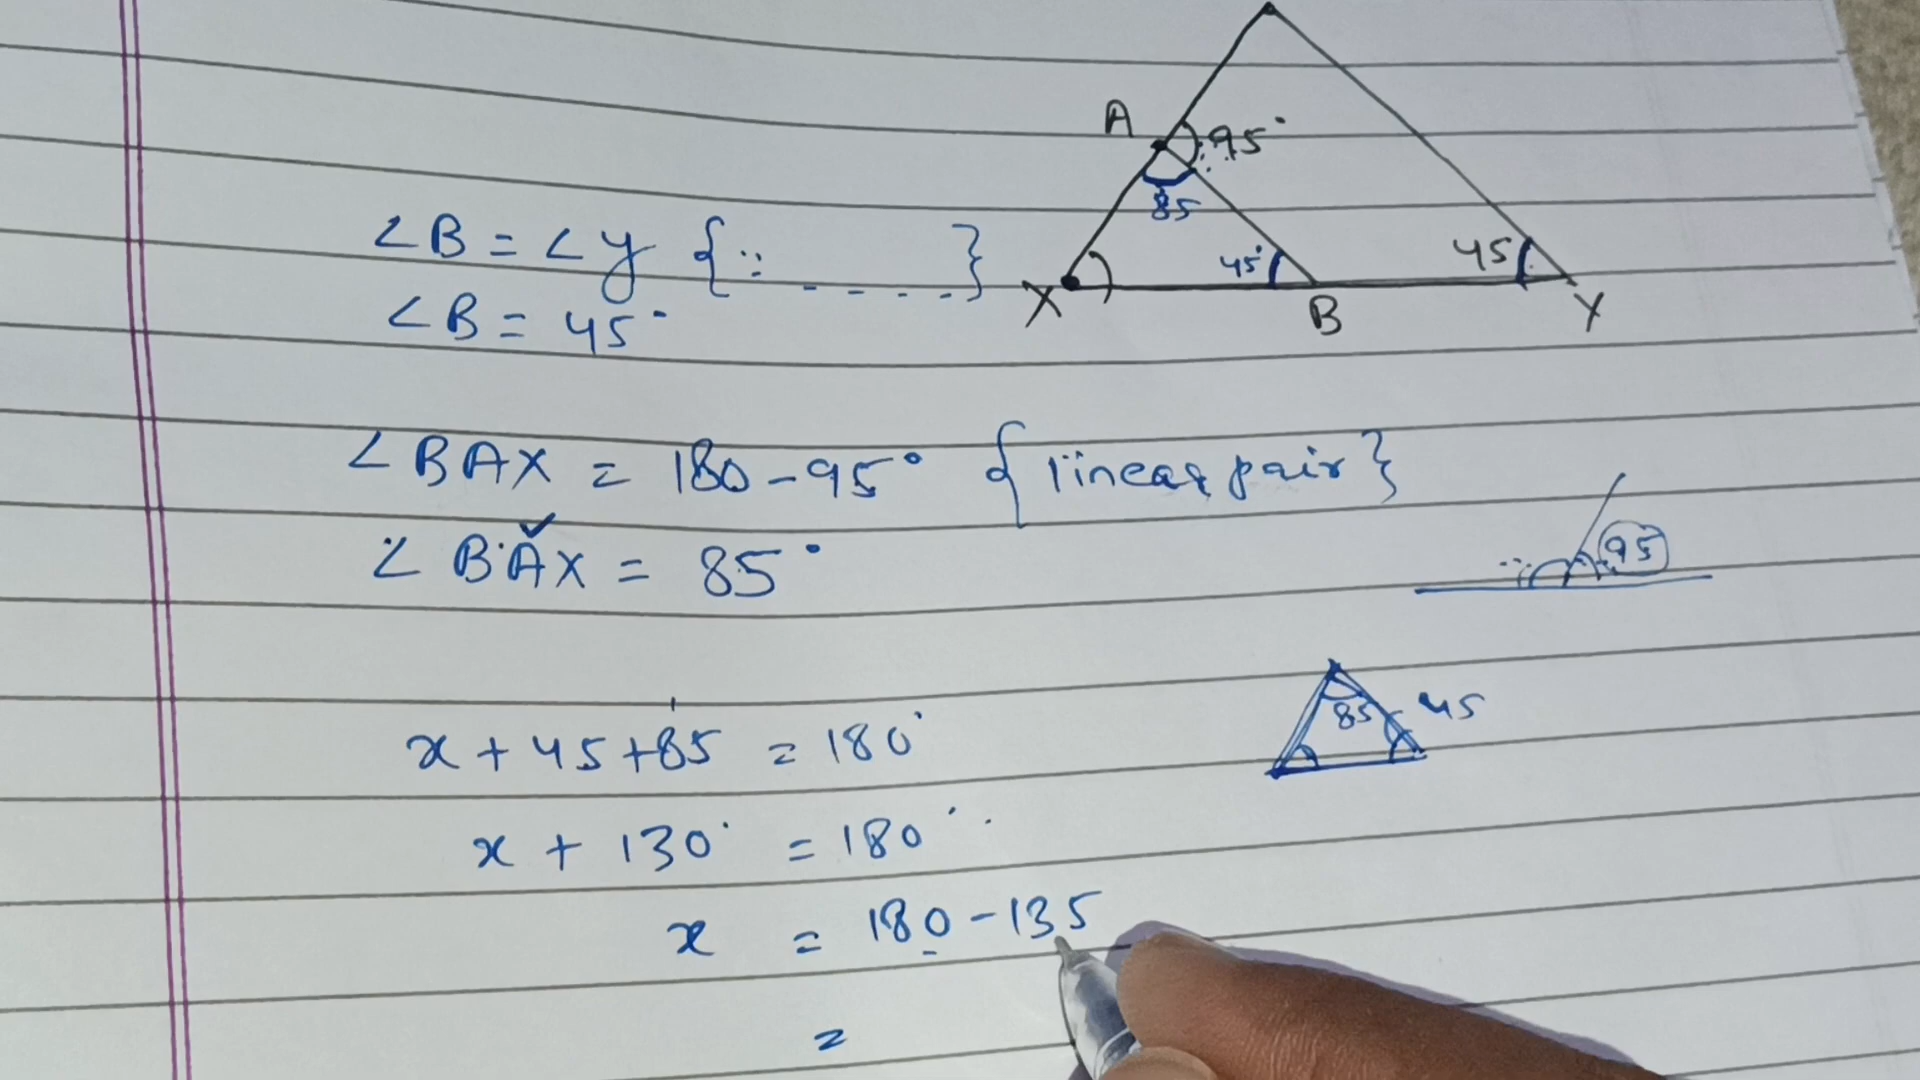 A
95°
85
∠B = ∠y { ∵ - - - - }
45°
45
X
B
Y
∠B = 45°
∠BAX = 180 - 95° { linear pair }
∠BAX = 85°
95
85
45
x + 45 + 85 = 180°
x + 130° = 180°
x = 180 - 135
=